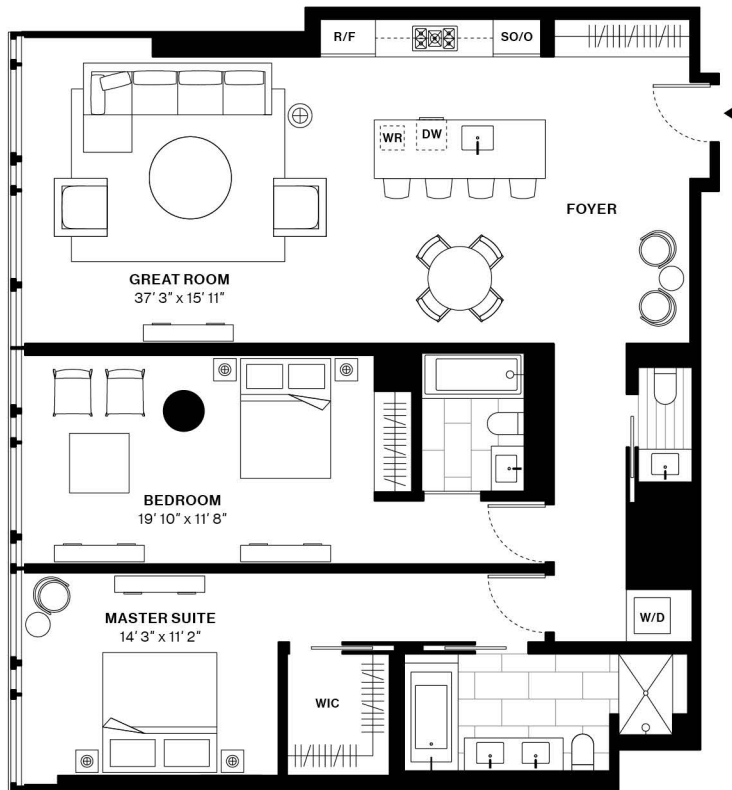 R/F
SO/O
WR
DW
FOYER
GREAT ROOM
37' 3" x 15' 11"
BEDROOM
19' 10" x 11' 8"
MASTER SUITE
14' 3" x 11' 2"
W/D
WIC